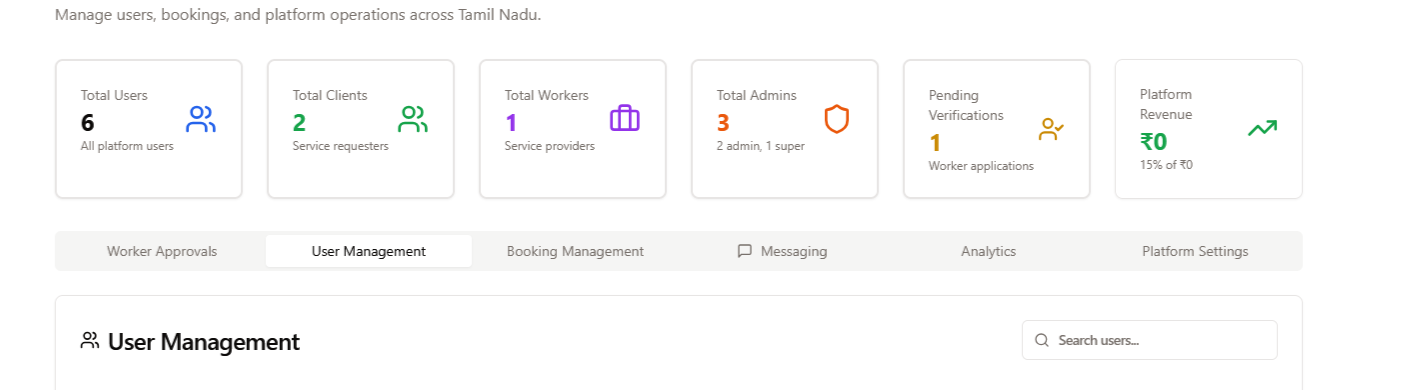 Manage users, bookings, and platform operations across Tamil Nadu.
Total Users
6
All platform users
Total Clients
2
Service requesters
Total Workers
1
Service providers
Total Admins
3
2 admin, 1 super
Pending
Verifications
1
Worker applications
Platform
Revenue
₹0
15% of ₹0
Worker Approvals
User Management
Booking Management
Messaging
Analytics
Platform Settings
User Management
Search users...